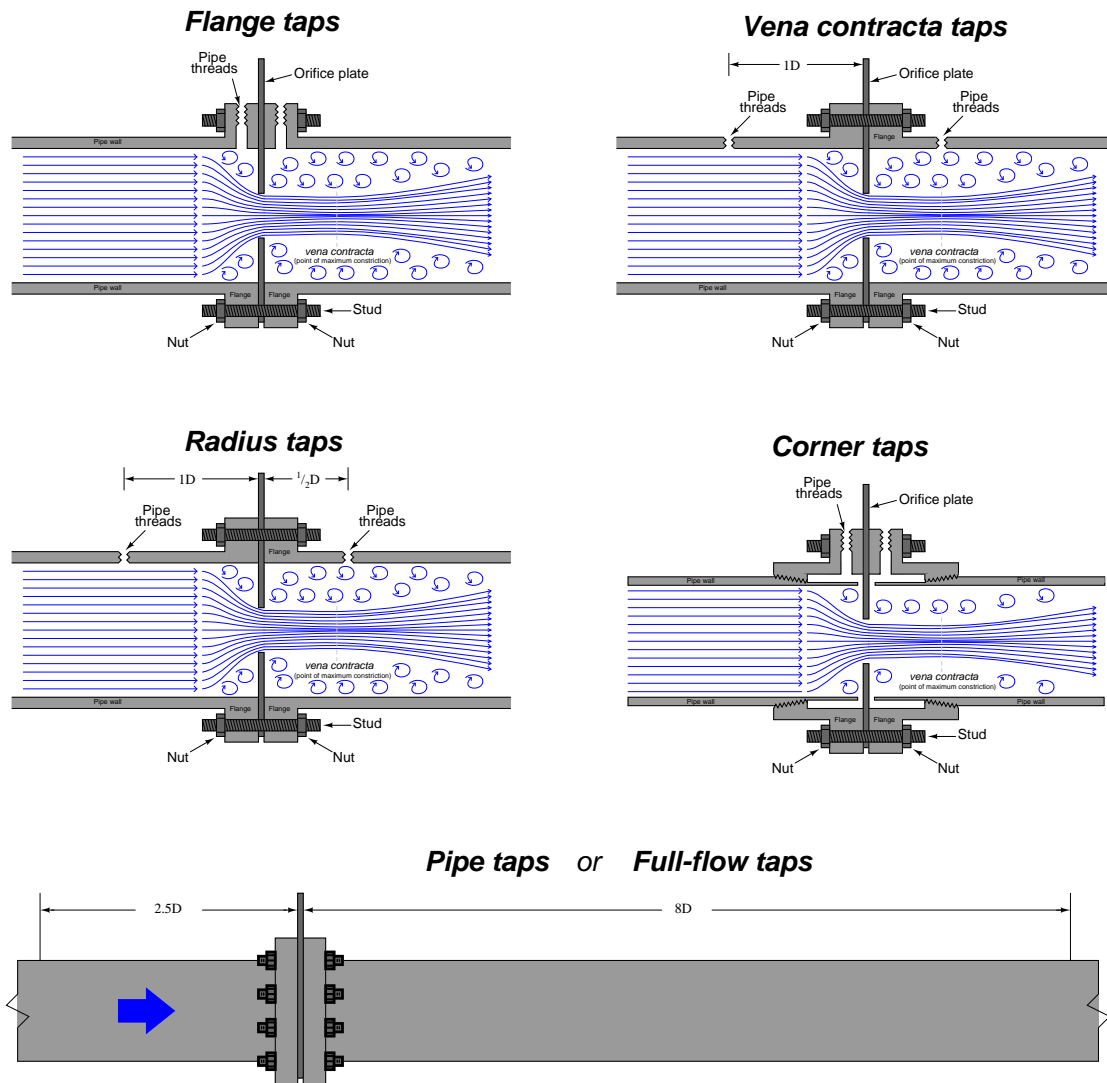 Flange taps
Pipe
threads
Orifice plate
Pipe wall
vena contracta
(point of maximum constriction)
Pipe wall
Flange
Flange
Stud
Nut
Nut
Vena contracta taps
1D
Orifice plate
Pipe
threads
Pipe
threads
Flange
vena contracta
(point of maximum constriction)
Pipe wall
Flange
Flange
Stud
Nut
Nut
Radius taps
1D
1/2D
Pipe
threads
Pipe
threads
Flange
vena contracta
(point of maximum constriction)
Pipe wall
Flange
Flange
Stud
Nut
Nut
Corner taps
Pipe
threads
Orifice plate
Pipe wall
Pipe wall
vena contracta
(point of maximum constriction)
Pipe wall
Pipe wall
Flange
Flange
Stud
Nut
Nut
Pipe taps or Full-flow taps
2.5D
8D